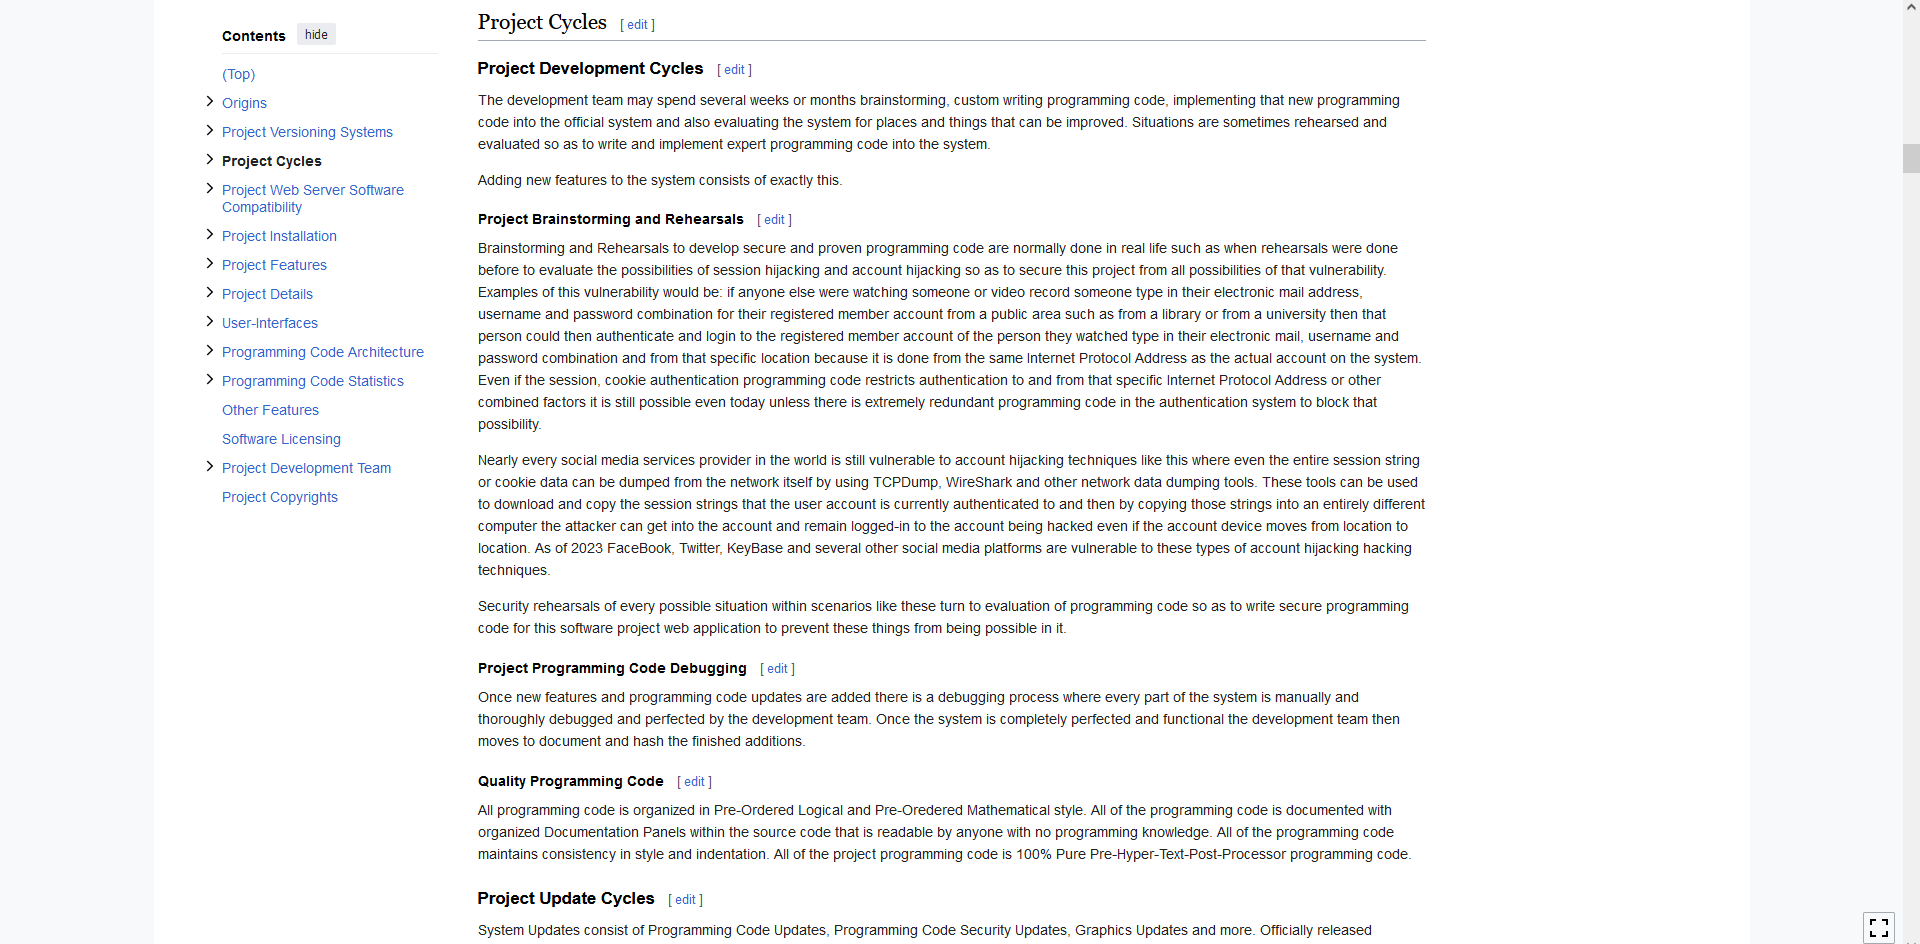 Contents hide
(Top)
Origins
Project Versioning Systems
Project Cycles
Project Web Server Software
Compatibility
Project Installation
Project Features
Project Details
User-Interfaces
Programming Code Architecture
Programming Code Statistics
Other Features
Software Licensing
Project Development Team
Project Copyrights
Project Cycles [ edit ]
Project Development Cycles [ edit ]
The development team may spend several weeks or months brainstorming, custom writing programming code, implementing that new programming
code into the official system and also evaluating the system for places and things that can be improved. Situations are sometimes rehearsed and
evaluated so as to write and implement expert programming code into the system.
Adding new features to the system consists of exactly this.
Project Brainstorming and Rehearsals [ edit ]
Brainstorming and Rehearsals to develop secure and proven programming code are normally done in real life such as when rehearsals were done
before to evaluate the possibilities of session hijacking and account hijacking so as to secure this project from all possibilities of that vulnerability.
Examples of this vulnerability would be: if anyone else were watching someone or video record someone type in their electronic mail address,
username and password combination for their registered member account from a public area such as from a library or from a university then that
person could then authenticate and login to the registered member account of the person they watched type in their electronic mail, username and
password combination and from that specific location because it is done from the same Internet Protocol Address as the actual account on the system.
Even if the session, cookie authentication programming code restricts authentication to and from that specific Internet Protocol Address or other
combined factors it is still possible even today unless there is extremely redundant programming code in the authentication system to block that
possibility.
Nearly every social media services provider in the world is still vulnerable to account hijacking techniques like this where even the entire session string
or cookie data can be dumped from the network itself by using TCPDump, WireShark and other network data dumping tools. These tools can be used
to download and copy the session strings that the user account is currently authenticated to and then by copying those strings into an entirely different
computer the attacker can get into the account and remain logged-in to the account being hacked even if the account device moves from location to
location. As of 2023 FaceBook, Twitter, KeyBase and several other social media platforms are vulnerable to these types of account hijacking hacking
techniques.
Security rehearsals of every possible situation within scenarios like these turn to evaluation of programming code so as to write secure programming
code for this software project web application to prevent these things from being possible in it.
Project Programming Code Debugging [ edit ]
Once new features and programming code updates are added there is a debugging process where every part of the system is manually and
thoroughly debugged and perfected by the development team. Once the system is completely perfected and functional the development team then
moves to document and hash the finished additions.
Quality Programming Code [ edit ]
All programming code is organized in Pre-Ordered Logical and Pre-Oredered Mathematical style. All of the programming code is documented with
organized Documentation Panels within the source code that is readable by anyone with no programming knowledge. All of the programming code
maintains consistency in style and indentation. All of the project programming code is 100% Pure Pre-Hyper-Text-Post-Processor programming code.
Project Update Cycles [ edit ]
System Updates consist of Programming Code Updates, Programming Code Security Updates, Graphics Updates and more. Officially released